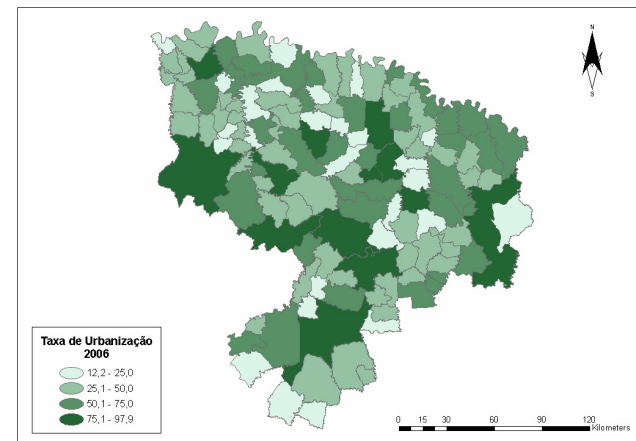 N
S
Taxa de Urbanização
2006
12,2 - 25,0
25,1 - 50,0
50,1 - 75,0
75,1 - 97,9
0 15 30 60 90 120
Kilometers